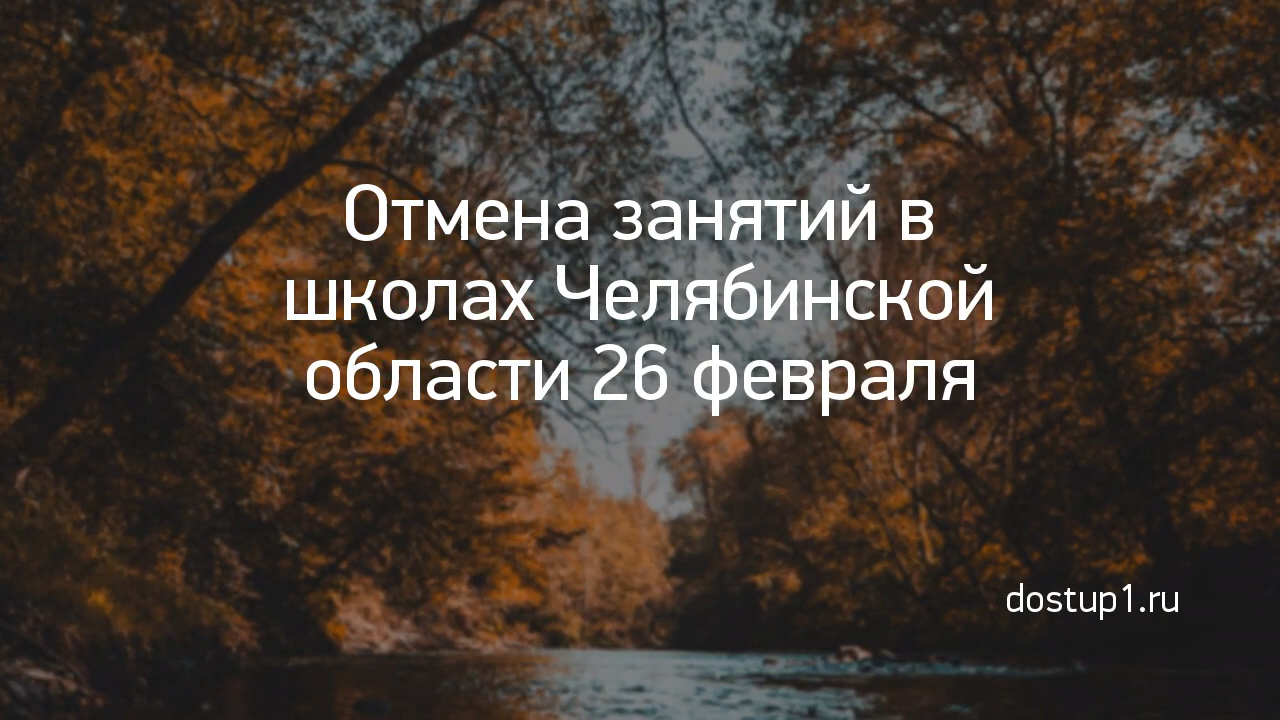 Отмена занятий в
школах Челябинской
области 26 февраля
dostup1.ru